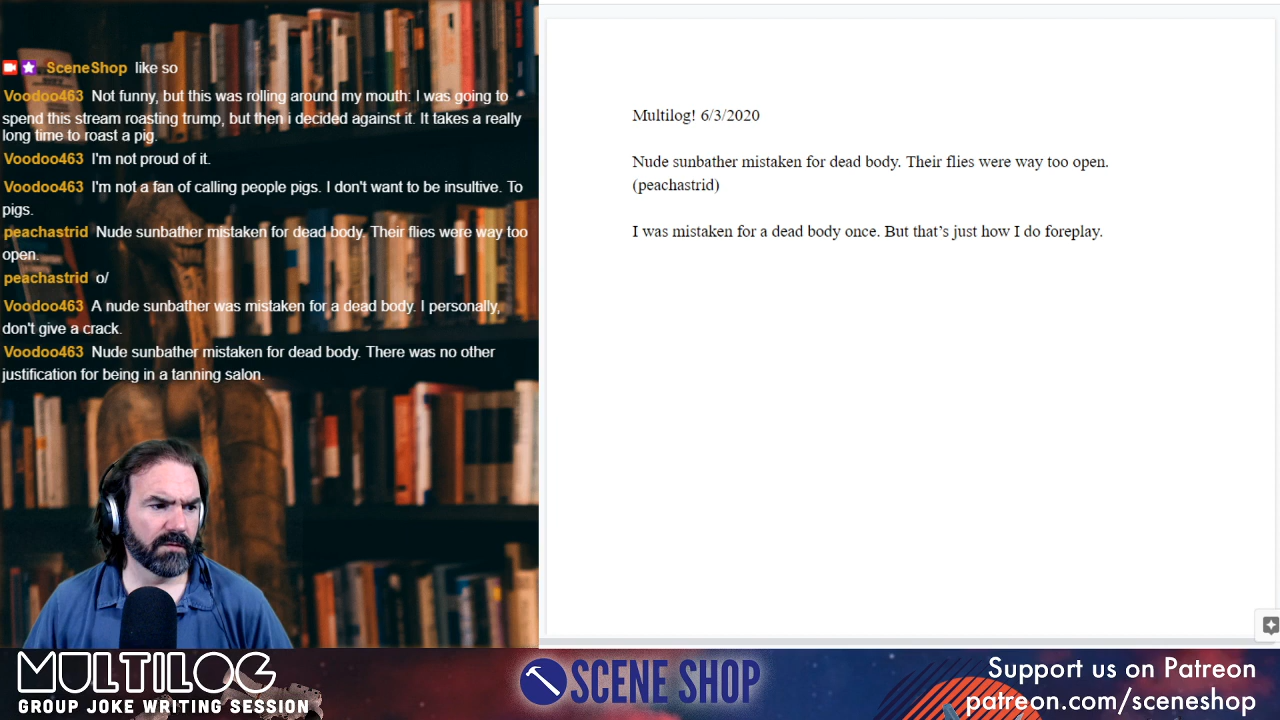 SceneShop like so
Voodoo463 Not funny, but this was rolling around my mouth: I was going to
spend this stream roasting trump, but then i decided against it. It takes a really
long time to roast a pig.
Voodoo463 I'm not proud of it.
Voodoo463 I'm not a fan of calling people pigs. I don't want to be insultive. To
pigs.
peachastrid Nude sunbather mistaken for dead body. Their flies were way too
open.
peachastrid o/
Voodoo463 A nude sunbather was mistaken for a dead body. I personally,
don't give a crack.
Voodoo463 Nude sunbather mistaken for dead body. There was no other
justification for being in a tanning salon.
Multilog! 6/3/2020
Nude sunbather mistaken for dead body. Their flies were way too open.
(peachastrid)
I was mistaken for a dead body once. But that’s just how I do foreplay.
MULTILOG
GROUP JOKE WRITING SESSION
SCENE SHOP
Support us on Patreon
patreon.com/sceneshop